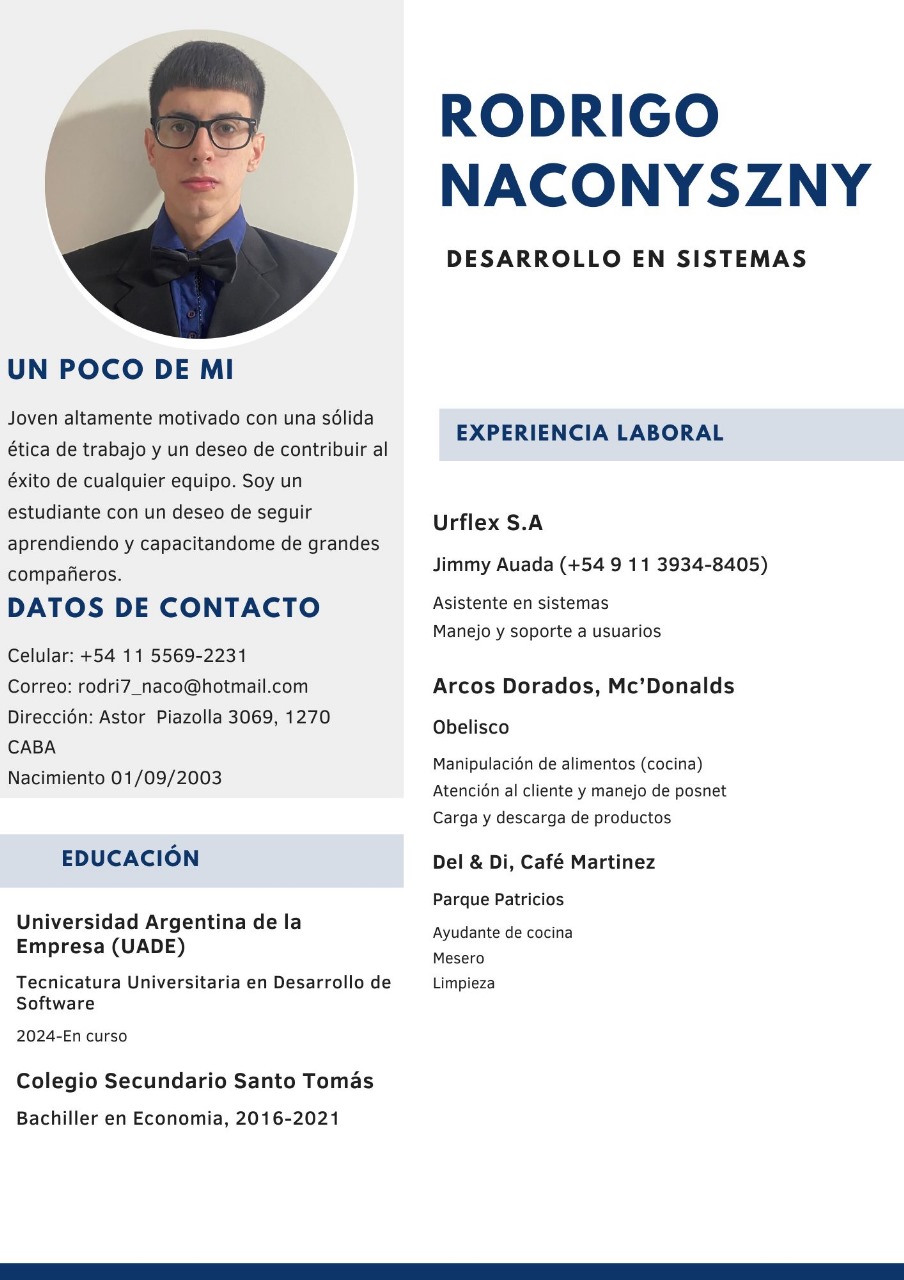 RODRIGO
NACONYSZNY
DESARROLLO EN SISTEMAS
UN POCO DE MI
Joven altamente motivado con una sólida
ética de trabajo y un deseo de contribuir al
éxito de cualquier equipo. Soy un
estudiante con un deseo de seguir
aprendiendo y capacitandome de grandes
compañeros.
DATOS DE CONTACTO
Celular: +54 11 5569-2231
Correo: rodri7_naco@hotmail.com
Dirección: Astor Piazolla 3069, 1270
CABA
Nacimiento 01/09/2003
EDUCACIÓN
Universidad Argentina de la
Empresa (UADE)
Tecnicatura Universitaria en Desarrollo de
Software
2024-En curso
Colegio Secundario Santo Tomás
Bachiller en Economia, 2016-2021
EXPERIENCIA LABORAL
Urflex S.A
Jimmy Auada (+54 9 11 3934-8405)
Asistente en sistemas
Manejo y soporte a usuarios
Arcos Dorados, Mc’Donalds
Obelisco
Manipulación de alimentos (cocina)
Atención al cliente y manejo de posnet
Carga y descarga de productos
Del & Di, Café Martinez
Parque Patricios
Ayudante de cocina
Mesero
Limpieza